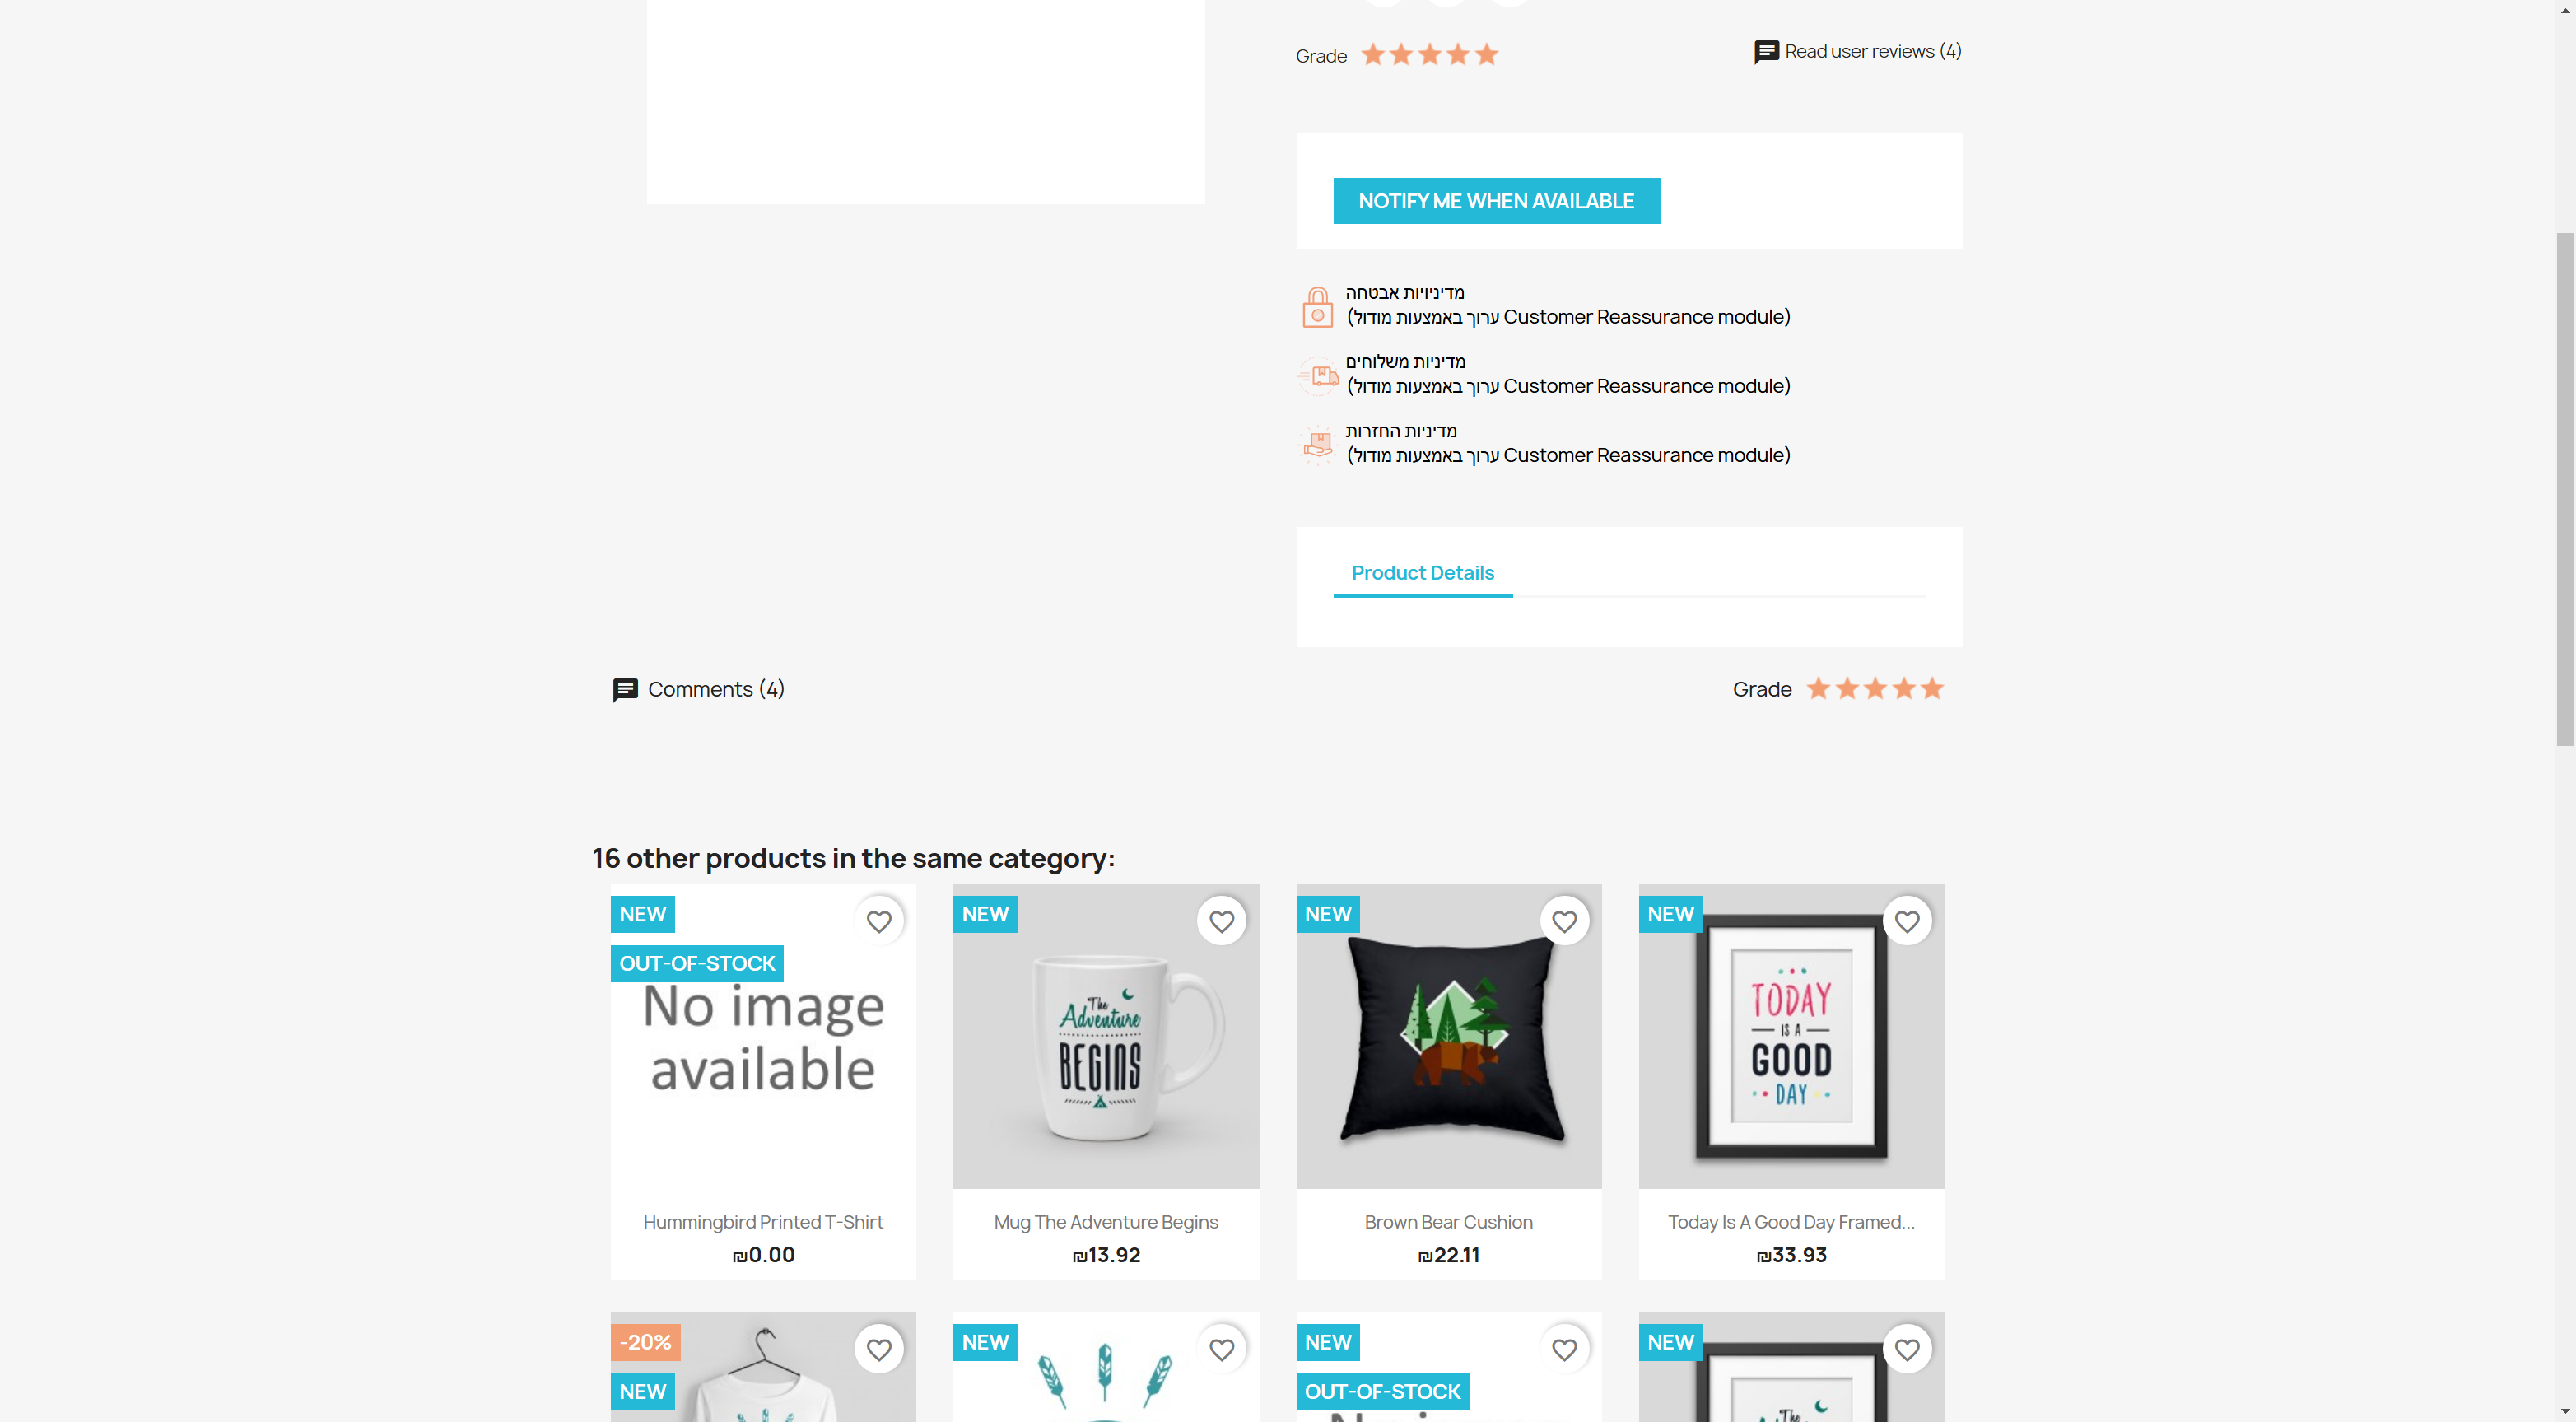 Grade
Read user reviews (4)
NOTIFY ME WHEN AVAILABLE
מדיניויות אבטחה
(ערוך באמצעות מודול Customer Reassurance module)
מדיניות משלוחים
(ערוך באמצעות מודול Customer Reassurance module)
מדיניות החזרות
(ערוך באמצעות מודול Customer Reassurance module)
Product Details
Comments (4)
Grade
16 other products in the same category:
NEW
OUT-OF-STOCK
No image
available
Hummingbird Printed T-Shirt
₪0.00
NEW
The
Adventure
BEGINS
Mug The Adventure Begins
₪13.92
NEW
Brown Bear Cushion
₪22.11
NEW
TODAY
IS A
GOOD
DAY
Today Is A Good Day Framed...
₪33.93
-20%
NEW
NEW
NEW
OUT-OF-STOCK
NEW
The